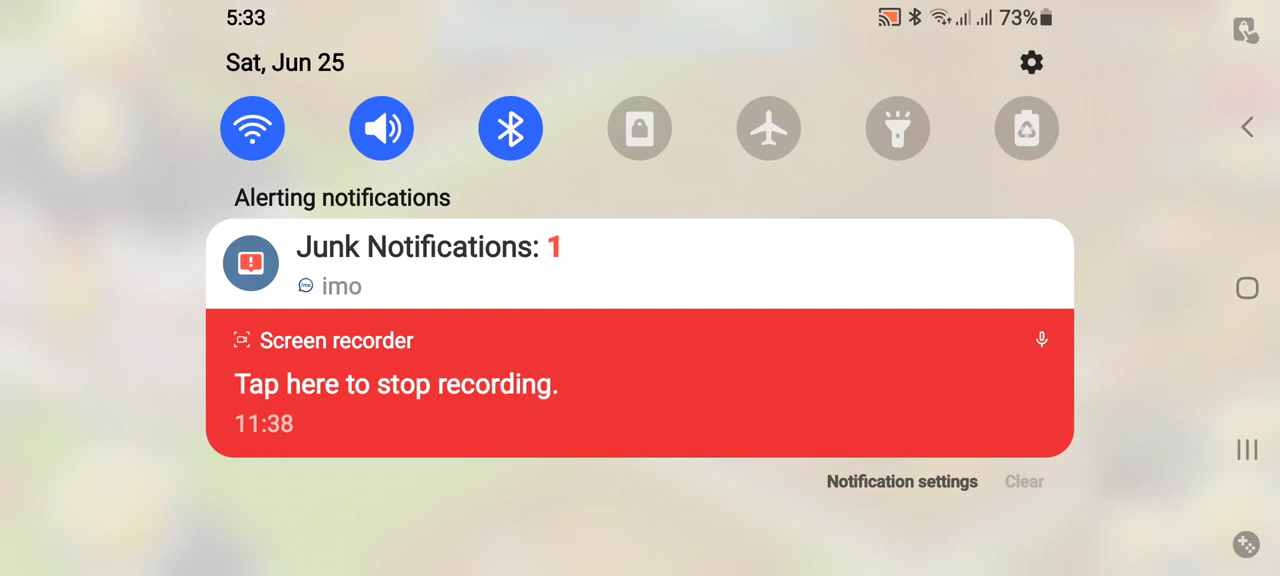 5:33
73%
Sat, Jun 25
Alerting notifications
Junk Notifications: 1
imo
Screen recorder
Tap here to stop recording.
11:38
Notification settings Clear